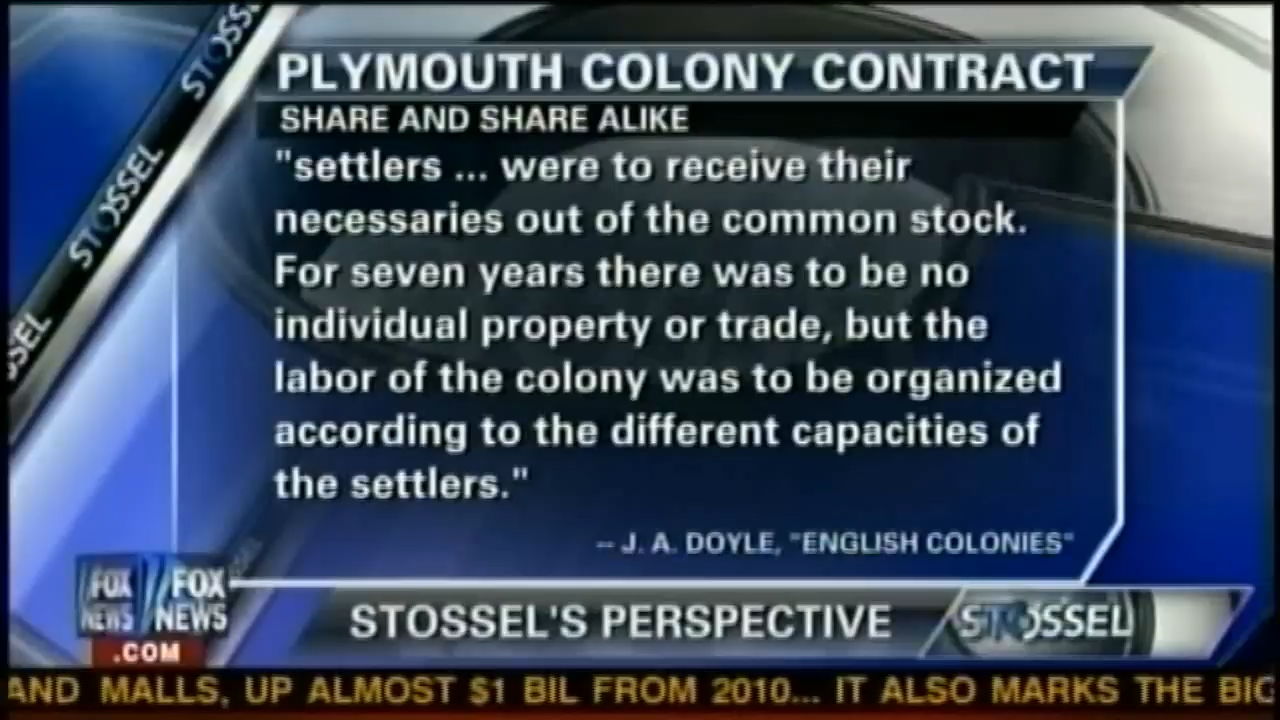 STOSSEL
STOSSEL
PLYMOUTH COLONY CONTRACT
SHARE AND SHARE ALIKE
"settlers ... were to receive their
necessaries out of the common stock.
For seven years there was to be no
individual property or trade, but the
labor of the colony was to be organized
according to the different capacities of
the settlers."
-- J. A. DOYLE, "ENGLISH COLONIES"
FOX NEWS FOX NEWS
.COM
STOSSEL'S PERSPECTIVE
STOSSEL
AND MALLS, UP ALMOST $1 BIL FROM 2010... IT ALSO MARKS THE BIG